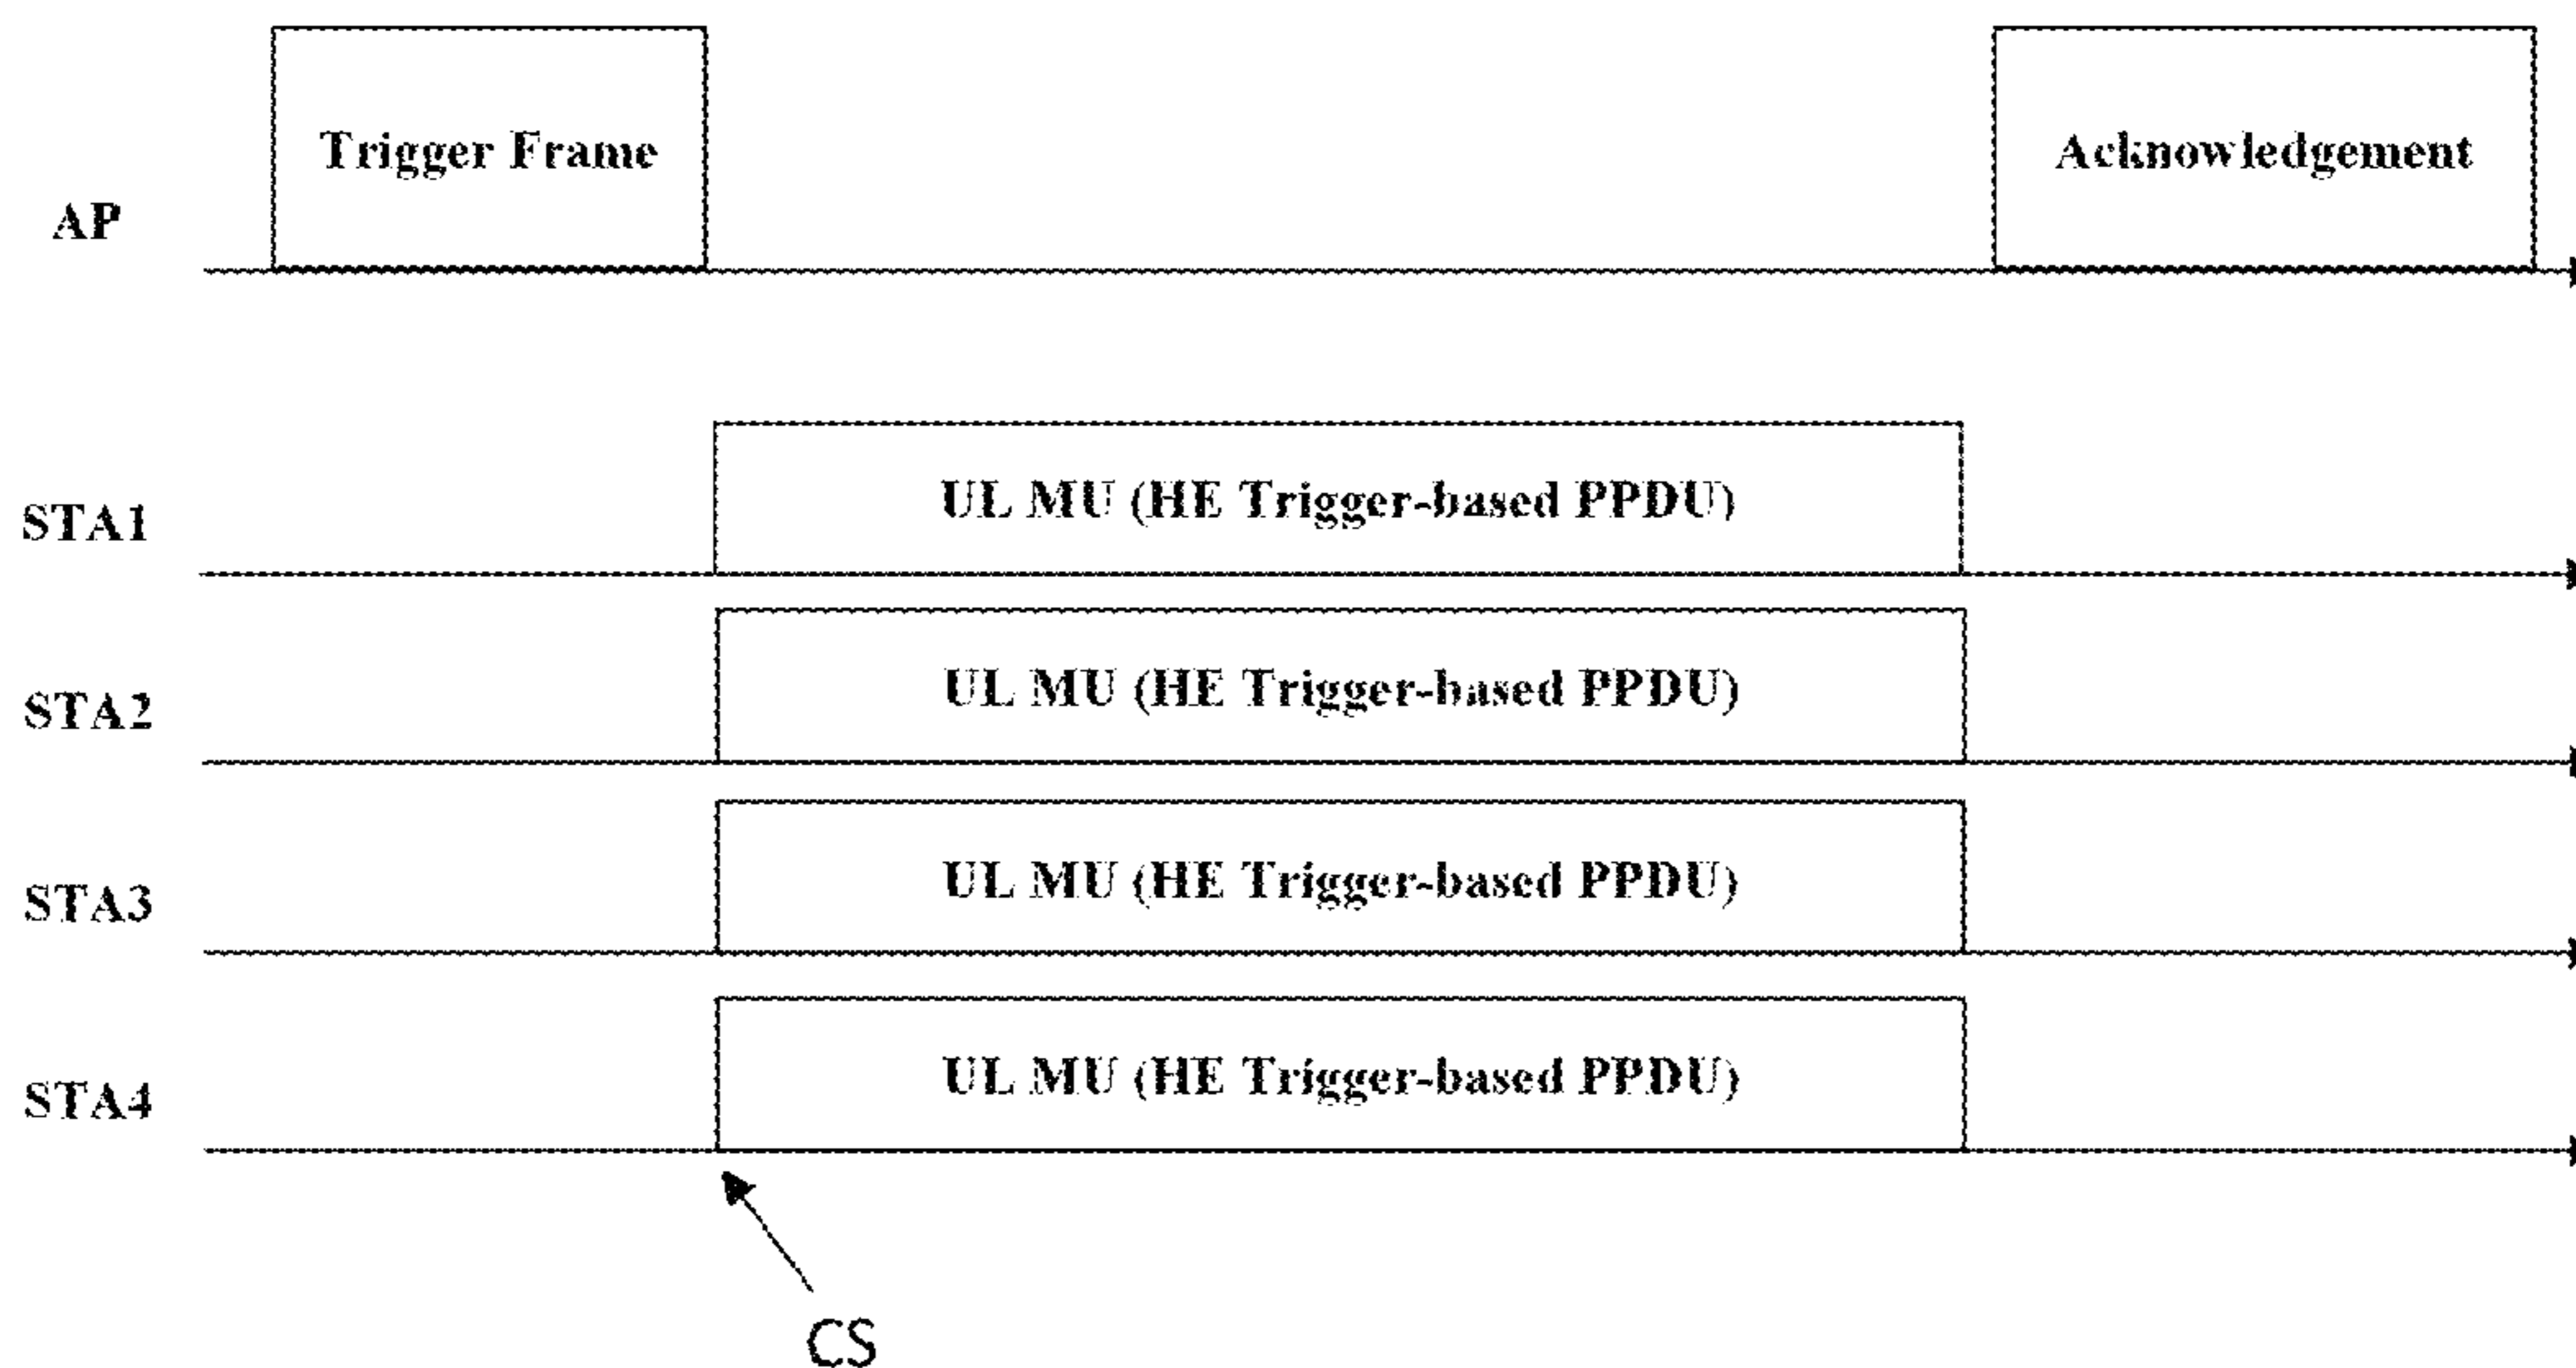 Trigger Frame
Acknowledgement
AP
UL MU (HE Trigger-based PPDU)
STA1
UL MU (HE Trigger-based PPDU)
STA2
UL MU (HE Trigger-based PPDU)
STA3
UL MU (HE Trigger-based PPDU)
STA4
CS